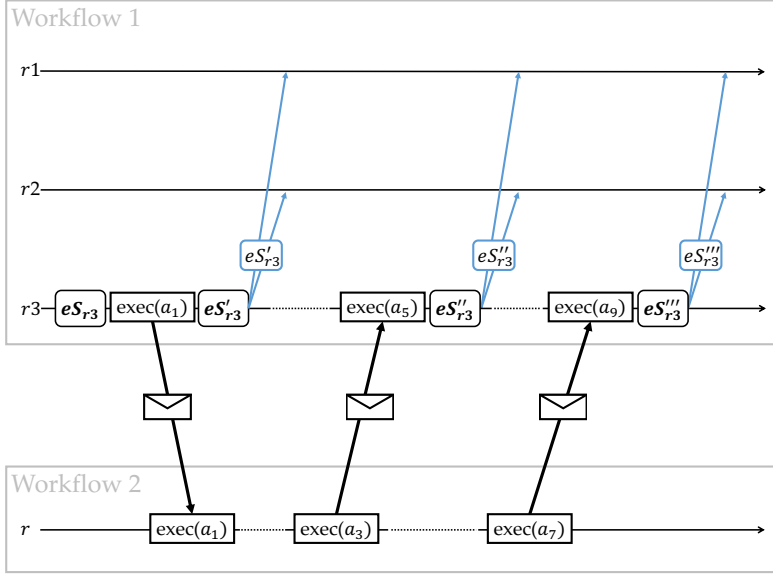 Workflow 1
r1
r2
eS′r3 eS′′r3 eS′′′r3
r3 eSr3 exec(a1) eS′r3 exec(a5) eS′′r3 exec(a9) eS′′′r3
Workflow 2
r exec(a1) exec(a3) exec(a7)